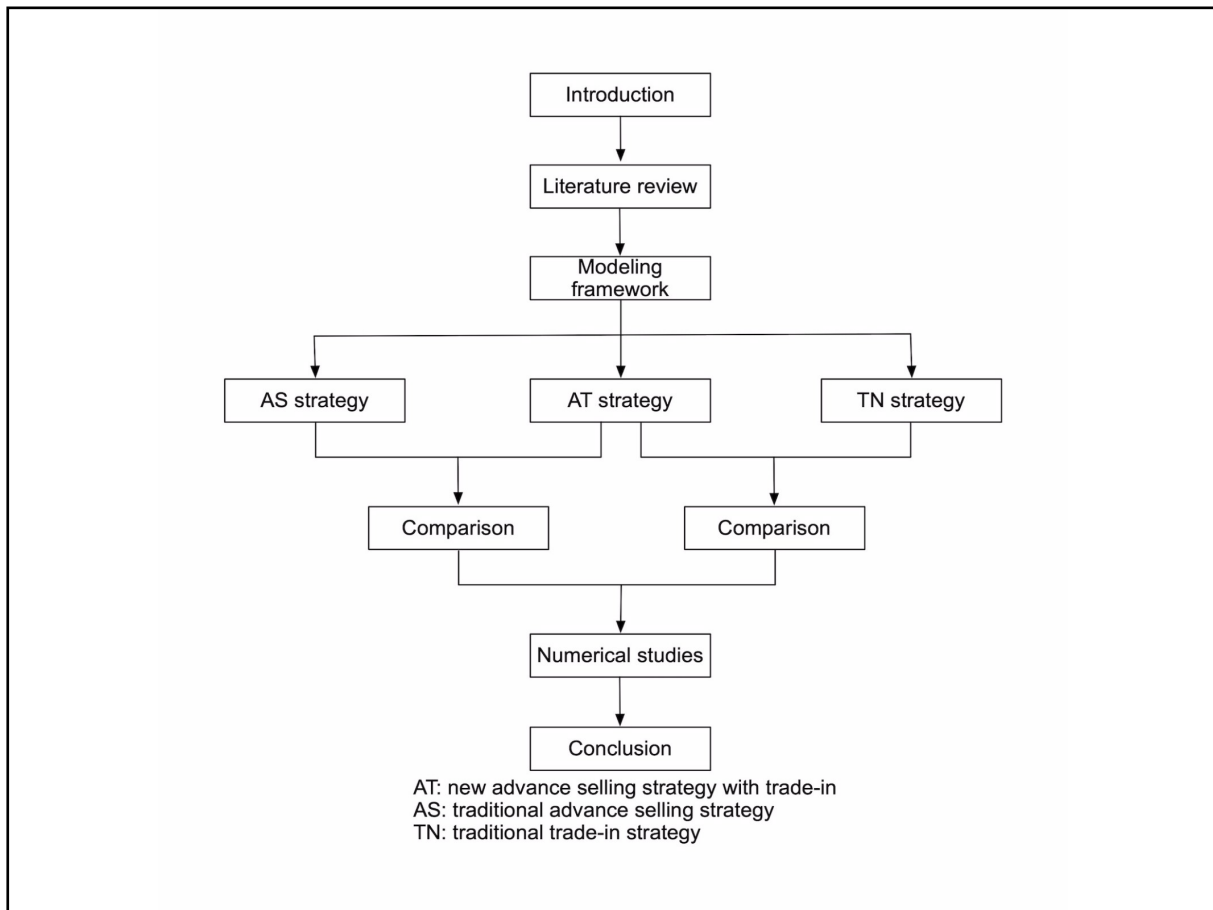 Introduction
Literature review
Modeling
framework
AS strategy
AT strategy
TN strategy
Comparison
Comparison
Numerical studies
Conclusion
AT: new advance selling strategy with trade-in
AS: traditional advance selling strategy
TN: traditional trade-in strategy